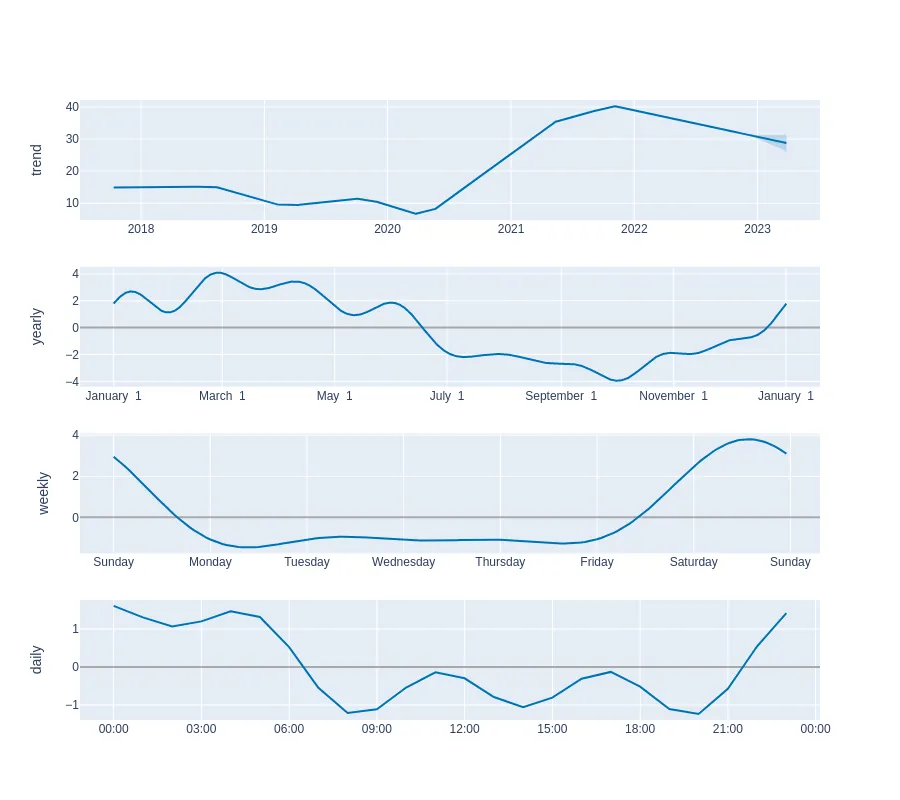 trend
40
30
20
10
2018 2019 2020 2021 2022 2023
yearly
4
2
0
−2
−4
January 1 March 1 May 1 July 1 September 1 November 1 January 1
weekly
4
2
0
Sunday Monday Tuesday Wednesday Thursday Friday Saturday Sunday
daily
1
0
−1
00:00 03:00 06:00 09:00 12:00 15:00 18:00 21:00 00:00